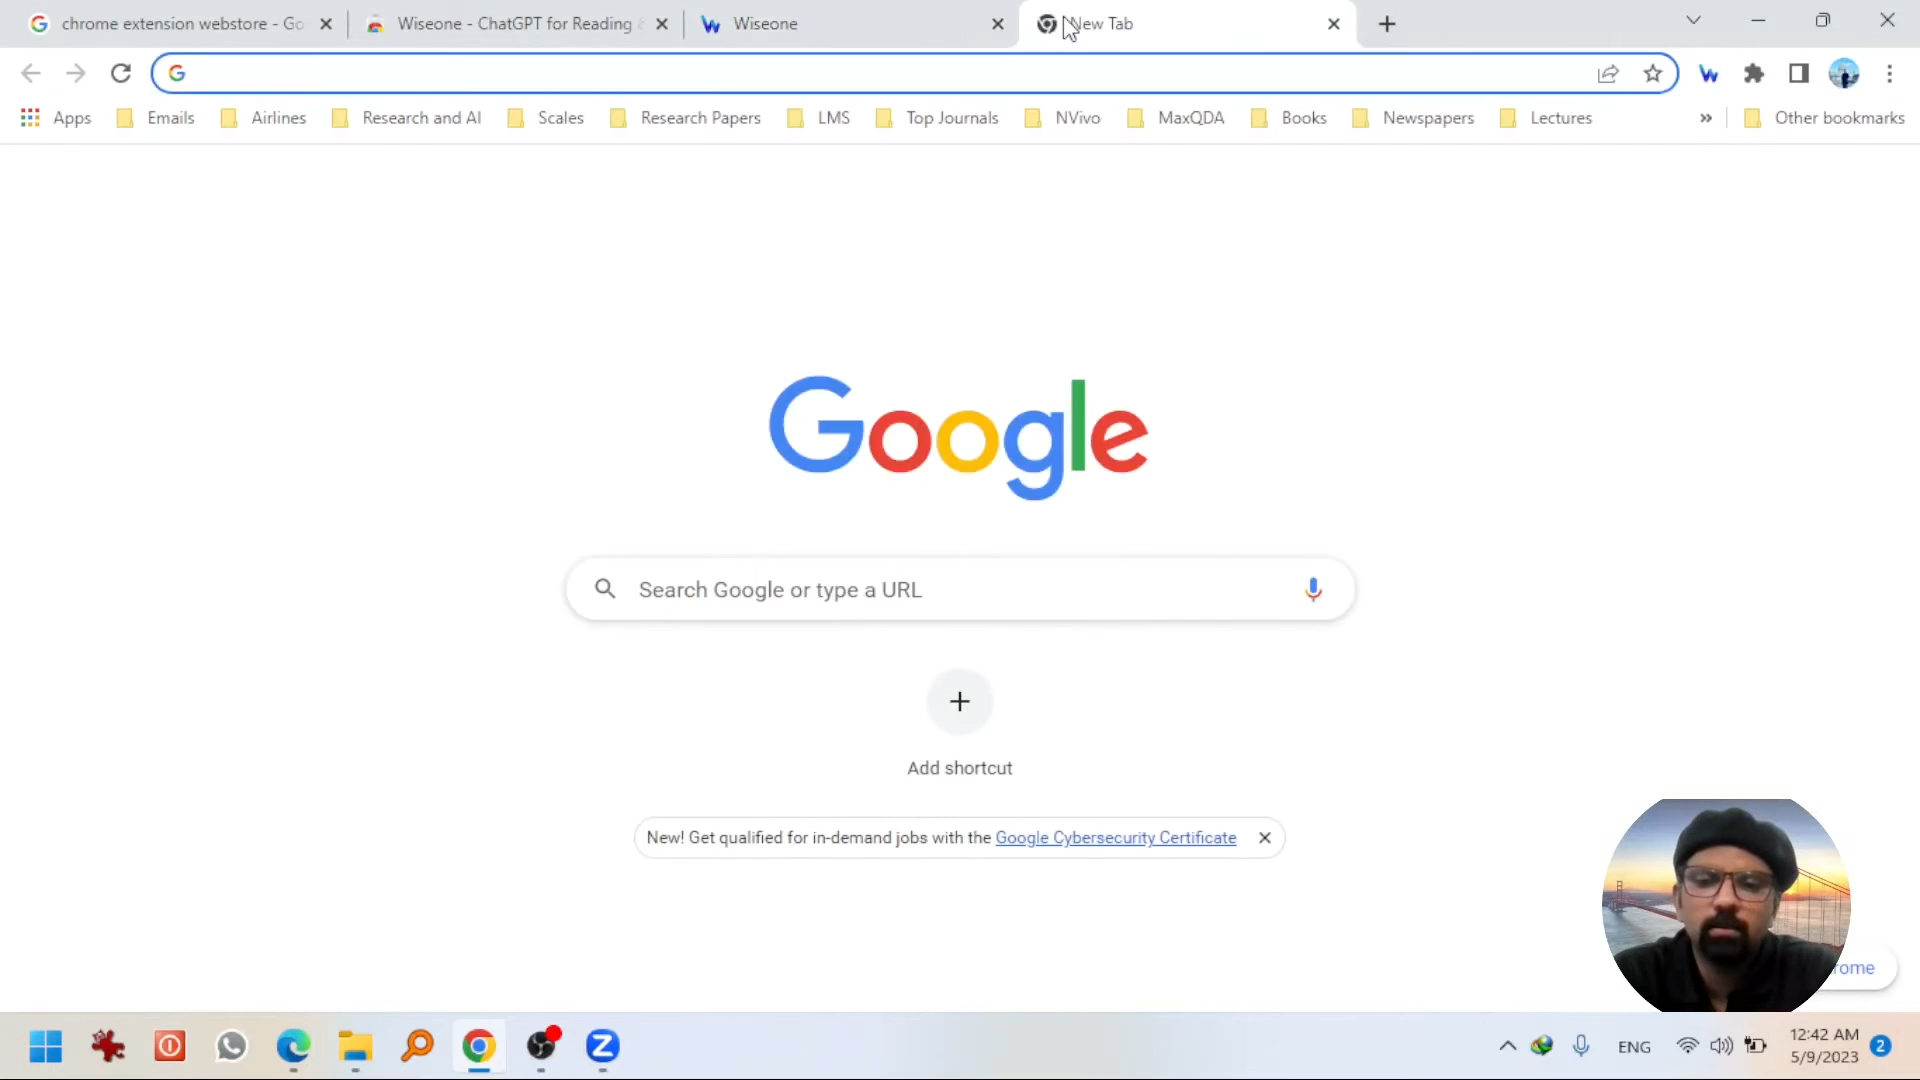 chrome extension webstore - Go
Wiseone - ChatGPT for Reading
Wiseone
New Tab
Apps
Emails
Airlines
Research and AI
Scales
Research Papers
LMS
Top Journals
NVivo
MaxQDA
Books
Newspapers
Lectures
»
Other bookmarks
Google
Search Google or type a URL
Add shortcut
New! Get qualified for in-demand jobs with the Google Cybersecurity Certificate
ENG
12:42 AM
5/9/2023
2